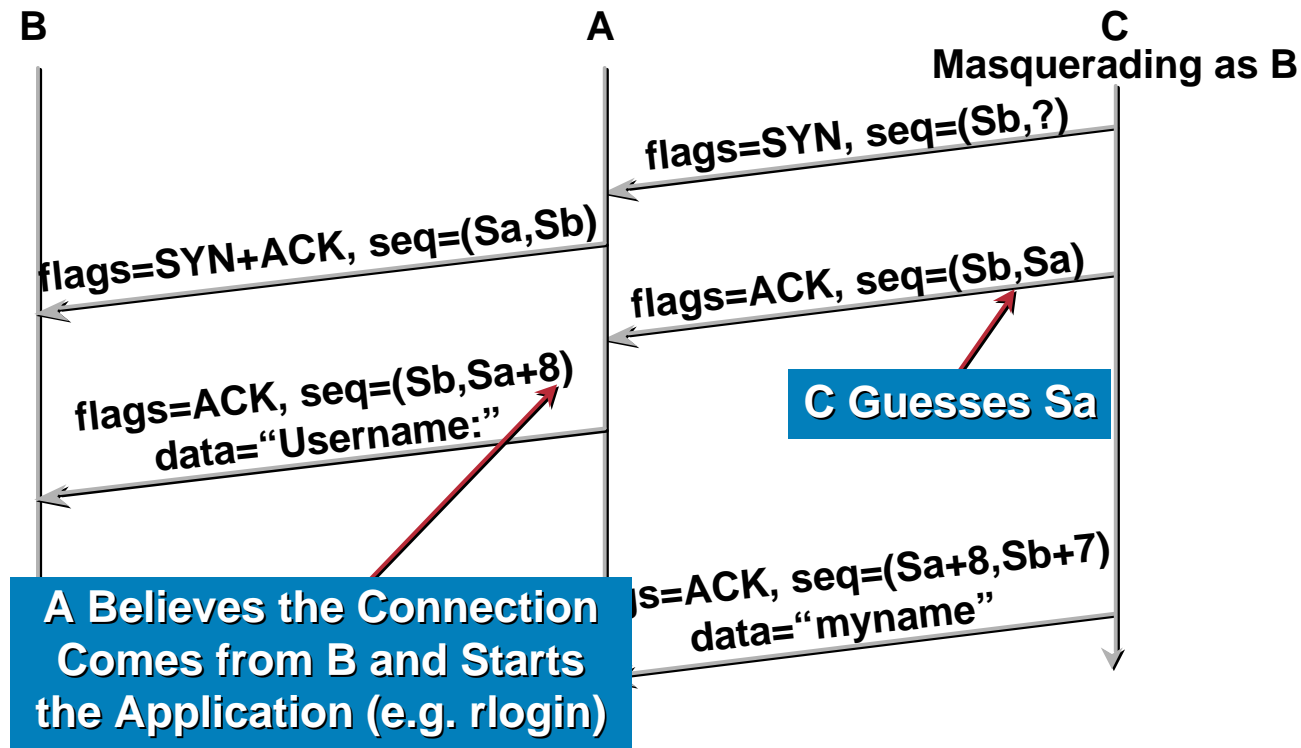 B
A
C
Masquerading as B
flags=SYN, seq=(Sb,?)
flags=SYN+ACK, seq=(Sa,Sb)
flags=ACK, seq=(Sb,Sa)
C Guesses Sa
flags=ACK, seq=(Sb,Sa+8)
data=“Username:”
gs=ACK, seq=(Sa+8,Sb+7)
data=“myname”
A Believes the Connection
Comes from B and Starts
the Application (e.g. rlogin)